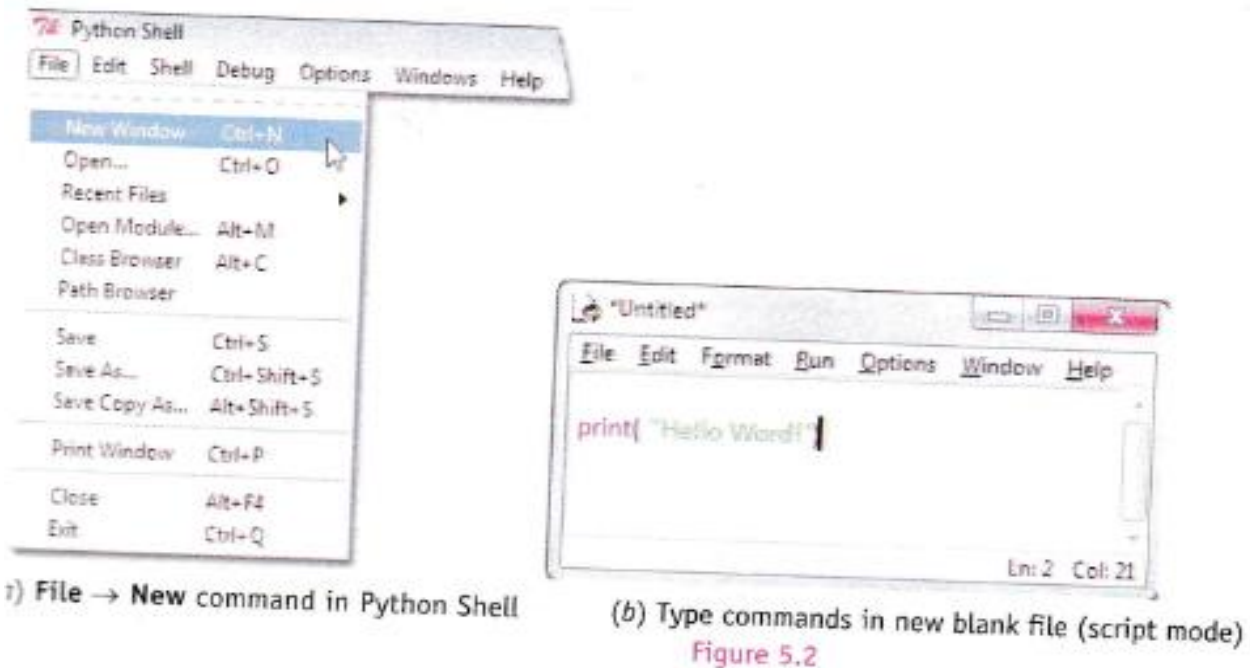 Python Shell
File Edit Shell Debug Options Windows Help
New Window Ctrl+N
Open... Ctrl+O
Recent Files
Open Module... Alt+M
Class Browser Alt+C
Path Browser
Save Ctrl+S
Save As... Ctrl+Shift+S
Save Copy As... Alt+Shift+S
Print Window Ctrl+P
Close Alt+F4
Exit Ctrl+Q
) File → New command in Python Shell
*Untitled*
File Edit Format Run Options Window Help
print( "Hello Word!")
Ln: 2 Col: 21
(b) Type commands in new blank file (script mode)
Figure 5.2